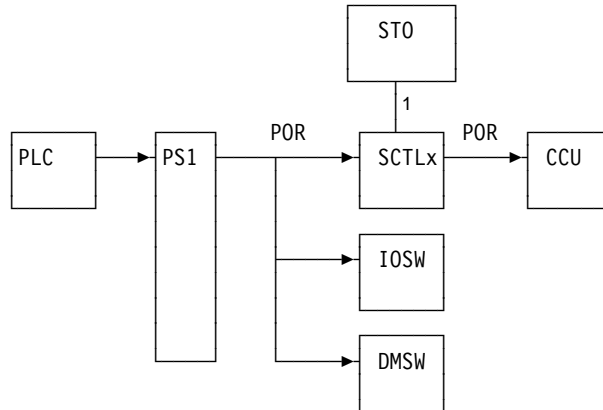 STO
1
POR
POR
PLC
PS1
SCTLx
CCU
IOSW
DMSW